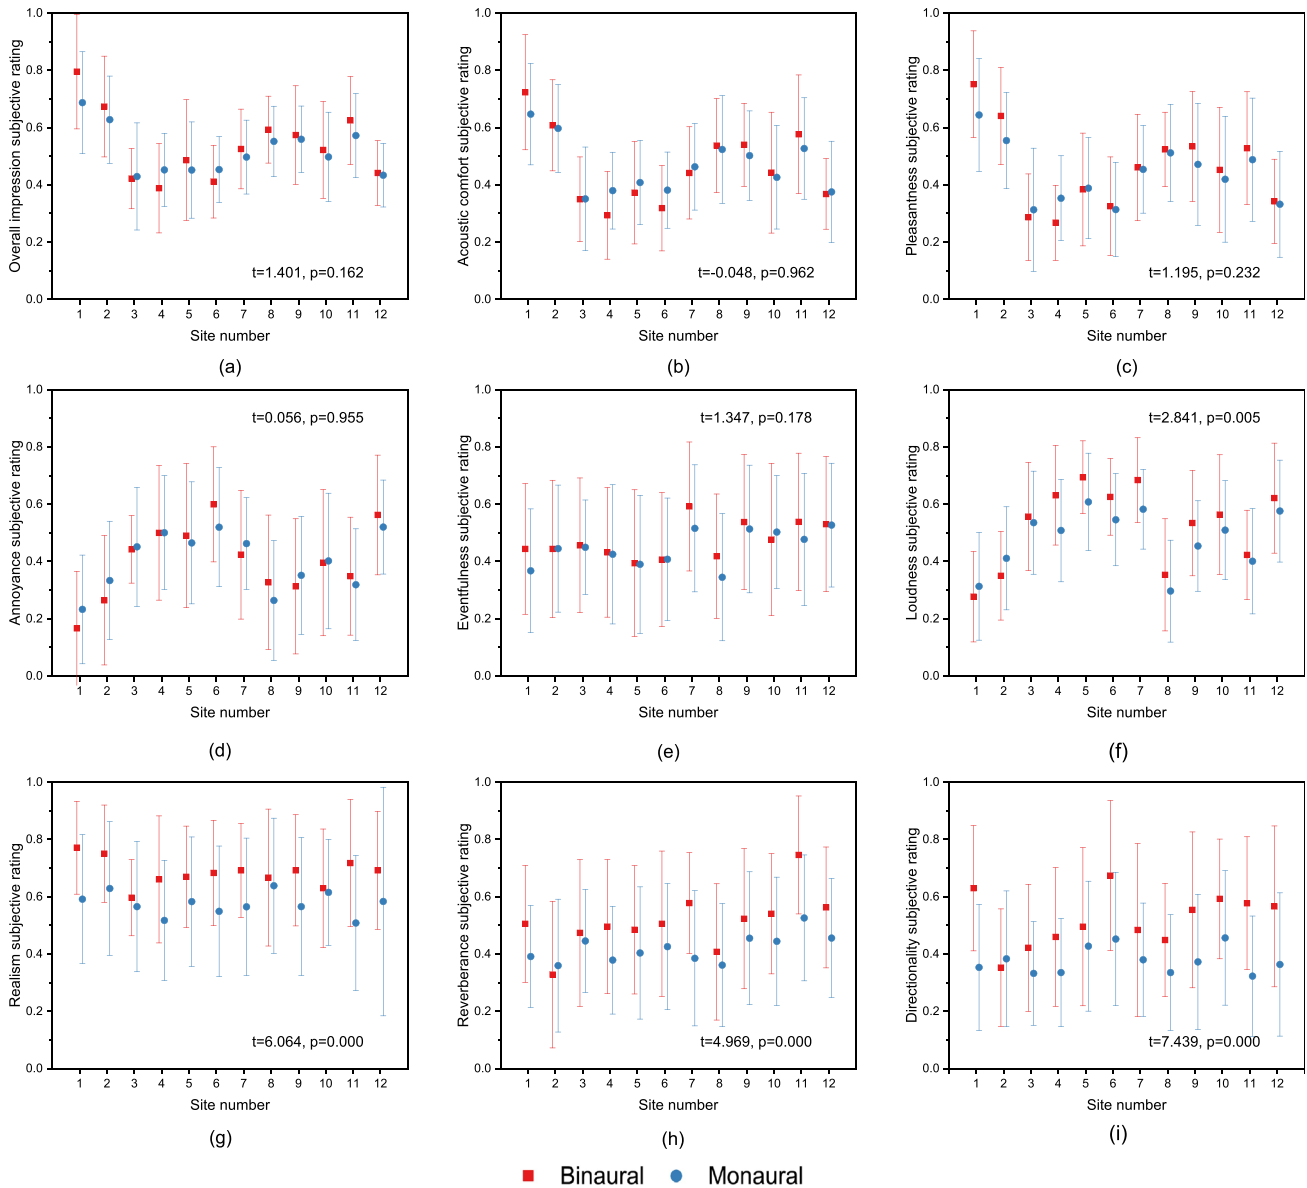 Overall impression subjective rating
1.0
0.8
0.6
0.4
0.2
0.0
t=1.401, p=0.162
1 2 3 4 5 6 7 8 9 10 11 12
Site number
(a)
Acoustic comfort subjective rating
1.0
0.8
0.6
0.4
0.2
0.0
t=-0.048, p=0.962
1 2 3 4 5 6 7 8 9 10 11 12
Site number
(b)
Pleasantness subjective rating
1.0
0.8
0.6
0.4
0.2
0.0
t=1.195, p=0.232
1 2 3 4 5 6 7 8 9 10 11 12
Site number
(c)
Annoyance subjective rating
1.0
0.8
0.6
0.4
0.2
0.0
t=0.056, p=0.955
1 2 3 4 5 6 7 8 9 10 11 12
Site number
(d)
Eventfulness subjective rating
1.0
0.8
0.6
0.4
0.2
0.0
t=1.347, p=0.178
1 2 3 4 5 6 7 8 9 10 11 12
Site number
(e)
Loudness subjective rating
1.0
0.8
0.6
0.4
0.2
0.0
t=2.841, p=0.005
1 2 3 4 5 6 7 8 9 10 11 12
Site number
(f)
Realism subjective rating
1.0
0.8
0.6
0.4
0.2
0.0
t=6.064, p=0.000
1 2 3 4 5 6 7 8 9 10 11 12
Site number
(g)
Reverberance subjective rating
1.0
0.8
0.6
0.4
0.2
0.0
t=4.969, p=0.000
1 2 3 4 5 6 7 8 9 10 11 12
Site number
(h)
Directionality subjective rating
1.0
0.8
0.6
0.4
0.2
0.0
t=7.439, p=0.000
1 2 3 4 5 6 7 8 9 10 11 12
Site number
(i)
Binaural Monaural